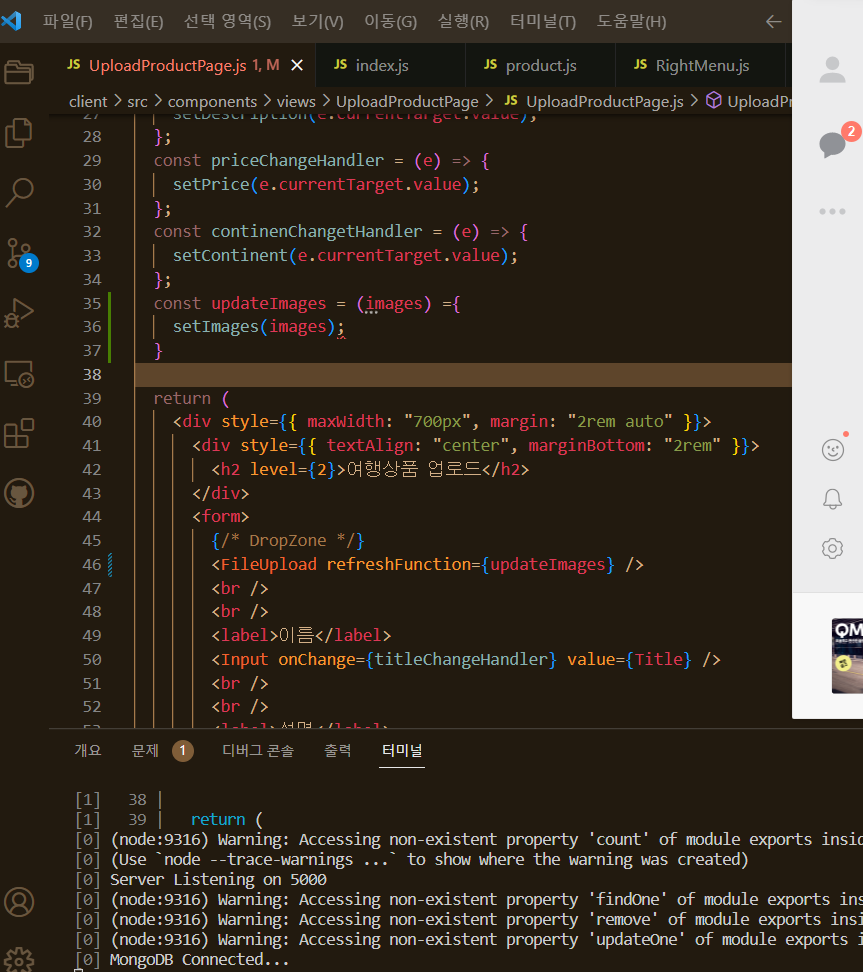 파일(F) 편집(E) 선택 영역(S) 보기(V) 이동(G) 실행(R) 터미널(T) 도움말(H)
JS UploadProductPage.js 1, M JS index.js JS product.js JS RightMenu.js
client > src > components > views > UploadProductPage > JS UploadProductPage.js > UploadPr
27 setDescription(e.currentTarget.value);
28 };
29 const priceChangeHandler = (e) => {
30 setPrice(e.currentTarget.value);
31 };
32 const continenChangetHandler = (e) => {
33 setContinent(e.currentTarget.value);
34 };
35 const updateImages = (images) ={
36 setImages(images);
37 }
38
39 return (
40 <div style={{ maxWidth: "700px", margin: "2rem auto" }}>
41 <div style={{ textAlign: "center", marginBottom: "2rem" }}>
42 <h2 level={2}>여행상품 업로드</h2>
43 </div>
44 <form>
45 {/* DropZone */}
46 <FileUpload refreshFunction={updateImages} />
47 <br />
48 <br />
49 <label>이름</label>
50 <Input onChange={titleChangeHandler} value={Title} />
51 <br />
52 <br />
53 <label>설명</label>
개요 문제 1 디버그 콘솔 출력 터미널
[1] 38 |
[1] 39 | return (
[0] (node:9316) Warning: Accessing non-existent property 'count' of module exports insid
[0] (Use `node --trace-warnings ...` to show where the warning was created)
[0] Server Listening on 5000
[0] (node:9316) Warning: Accessing non-existent property 'findOne' of module exports ins
[0] (node:9316) Warning: Accessing non-existent property 'remove' of module exports insi
[0] (node:9316) Warning: Accessing non-existent property 'updateOne' of module exports i
[0] MongoDB Connected...
9
2
QM